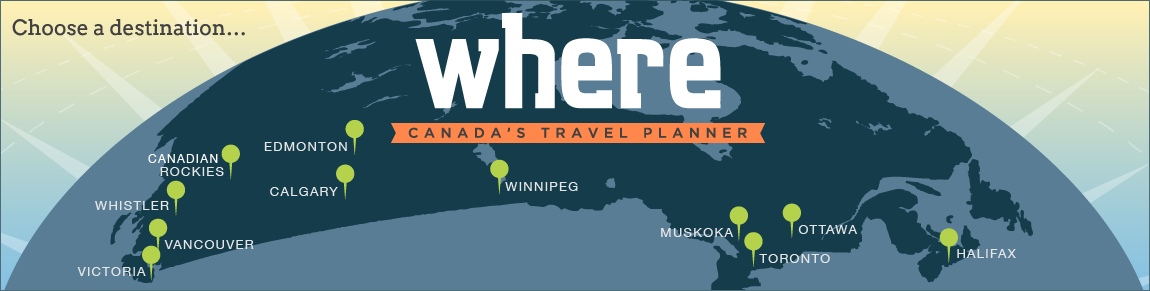 Choose a destination...
where
CANADA'S TRAVEL PLANNER
EDMONTON
CANADIAN
ROCKIES
CALGARY
WINNIPEG
WHISTLER
VANCOUVER
VICTORIA
MUSKOKA
OTTAWA
TORONTO
HALIFAX